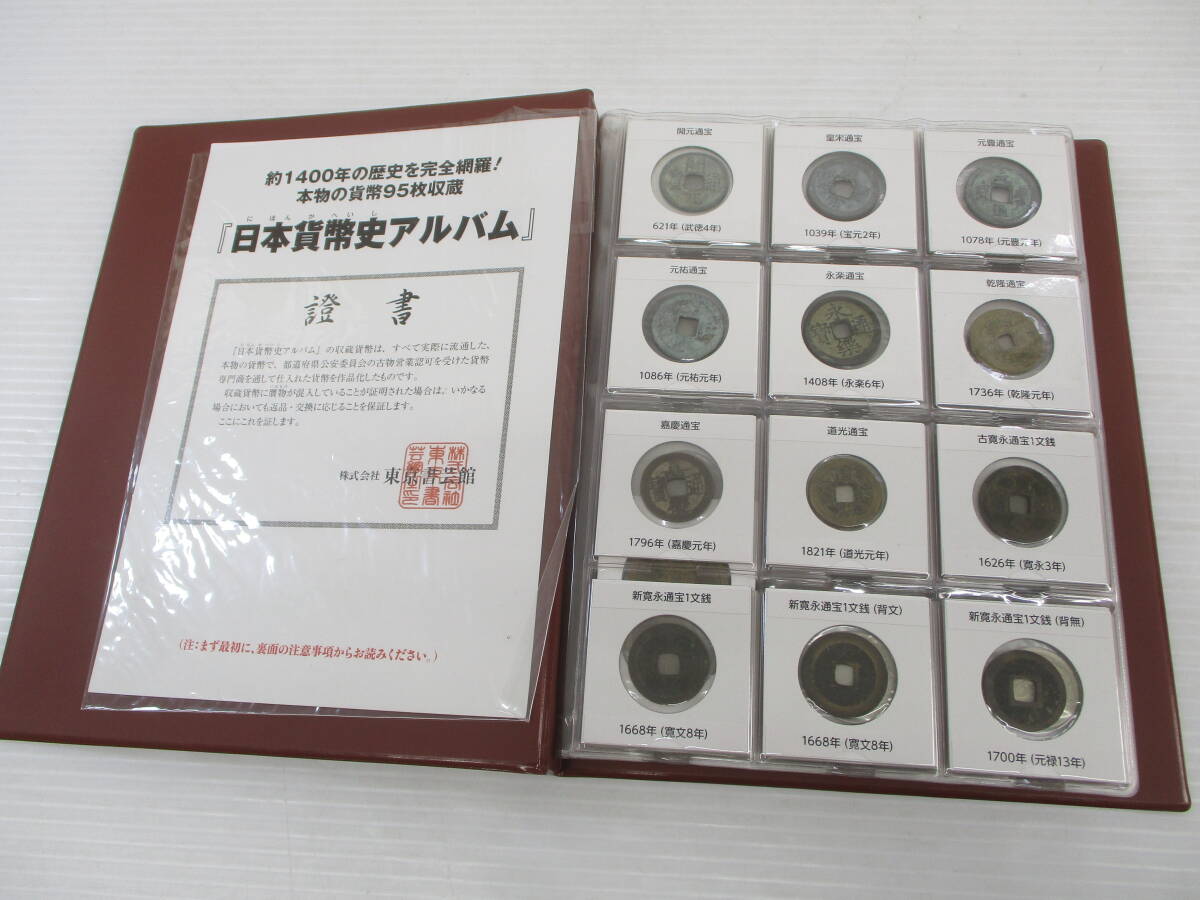 約1400年の歴史を完全網羅!
本物の貨幣95枚収蔵
にほんかへいし
『日本貨幣史アルバム』
證 書
『日本貨幣史アルバム』の収蔵貨幣は、すべて実際に流通した、
本物の貨幣で、都道府県公安委員会の古物営業認可を受けた貨幣
専門商を通して仕入れた貨幣を作品化したものです。
収蔵貨幣に贋物が混入していることが証明された場合は、いかなる
場合においても返品・交換に応じることを保証します。
ここにこれを証します。
株式会社 東京書芸館
(注:まず最初に、裏面の注意事項からお読みください。)
開元通宝
621年 (武徳4年)
皇宋通宝
1039年 (宝元2年)
元豊通宝
1078年 (元豊元年)
元祐通宝
1086年 (元祐元年)
永楽通宝
永楽通寳
1408年 (永楽6年)
乾隆通宝
1736年 (乾隆元年)
嘉慶通宝
1796年 (嘉慶元年)
道光通宝
1821年 (道光元年)
古寛永通宝1文銭
1626年 (寛永3年)
新寛永通宝1文銭
1668年 (寛文8年)
新寛永通宝1文銭 (背文)
1668年 (寛文8年)
新寛永通宝1文銭 (背無)
1700年 (元禄13年)